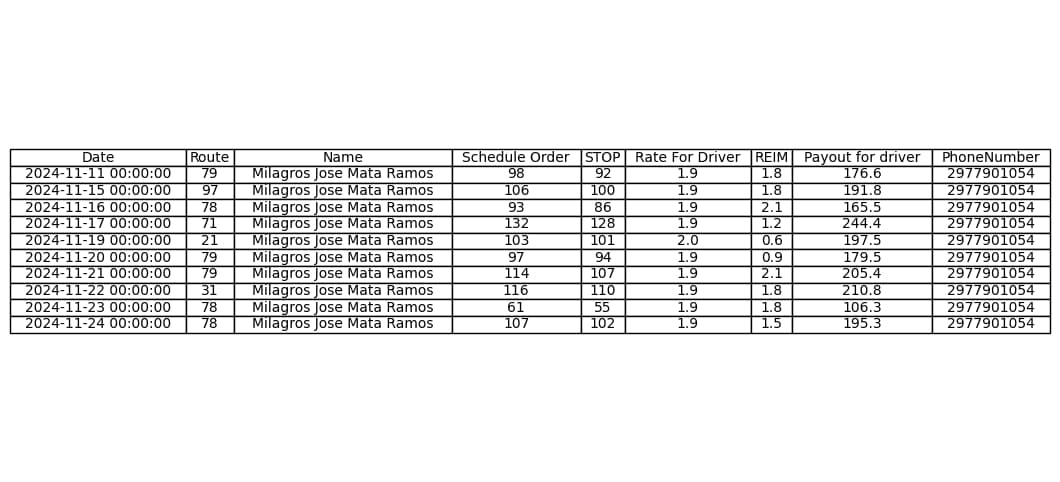 Date Route Name Schedule Order STOP Rate For Driver REIM Payout for driver PhoneNumber
2024-11-11 00:00:00 79 Milagros Jose Mata Ramos 98 92 1.9 1.8 176.6 2977901054
2024-11-15 00:00:00 97 Milagros Jose Mata Ramos 106 100 1.9 1.8 191.8 2977901054
2024-11-16 00:00:00 78 Milagros Jose Mata Ramos 93 86 1.9 2.1 165.5 2977901054
2024-11-17 00:00:00 71 Milagros Jose Mata Ramos 132 128 1.9 1.2 244.4 2977901054
2024-11-19 00:00:00 21 Milagros Jose Mata Ramos 103 101 2.0 0.6 197.5 2977901054
2024-11-20 00:00:00 79 Milagros Jose Mata Ramos 97 94 1.9 0.9 179.5 2977901054
2024-11-21 00:00:00 79 Milagros Jose Mata Ramos 114 107 1.9 2.1 205.4 2977901054
2024-11-22 00:00:00 31 Milagros Jose Mata Ramos 116 110 1.9 1.8 210.8 2977901054
2024-11-23 00:00:00 78 Milagros Jose Mata Ramos 61 55 1.9 1.8 106.3 2977901054
2024-11-24 00:00:00 78 Milagros Jose Mata Ramos 107 102 1.9 1.5 195.3 2977901054